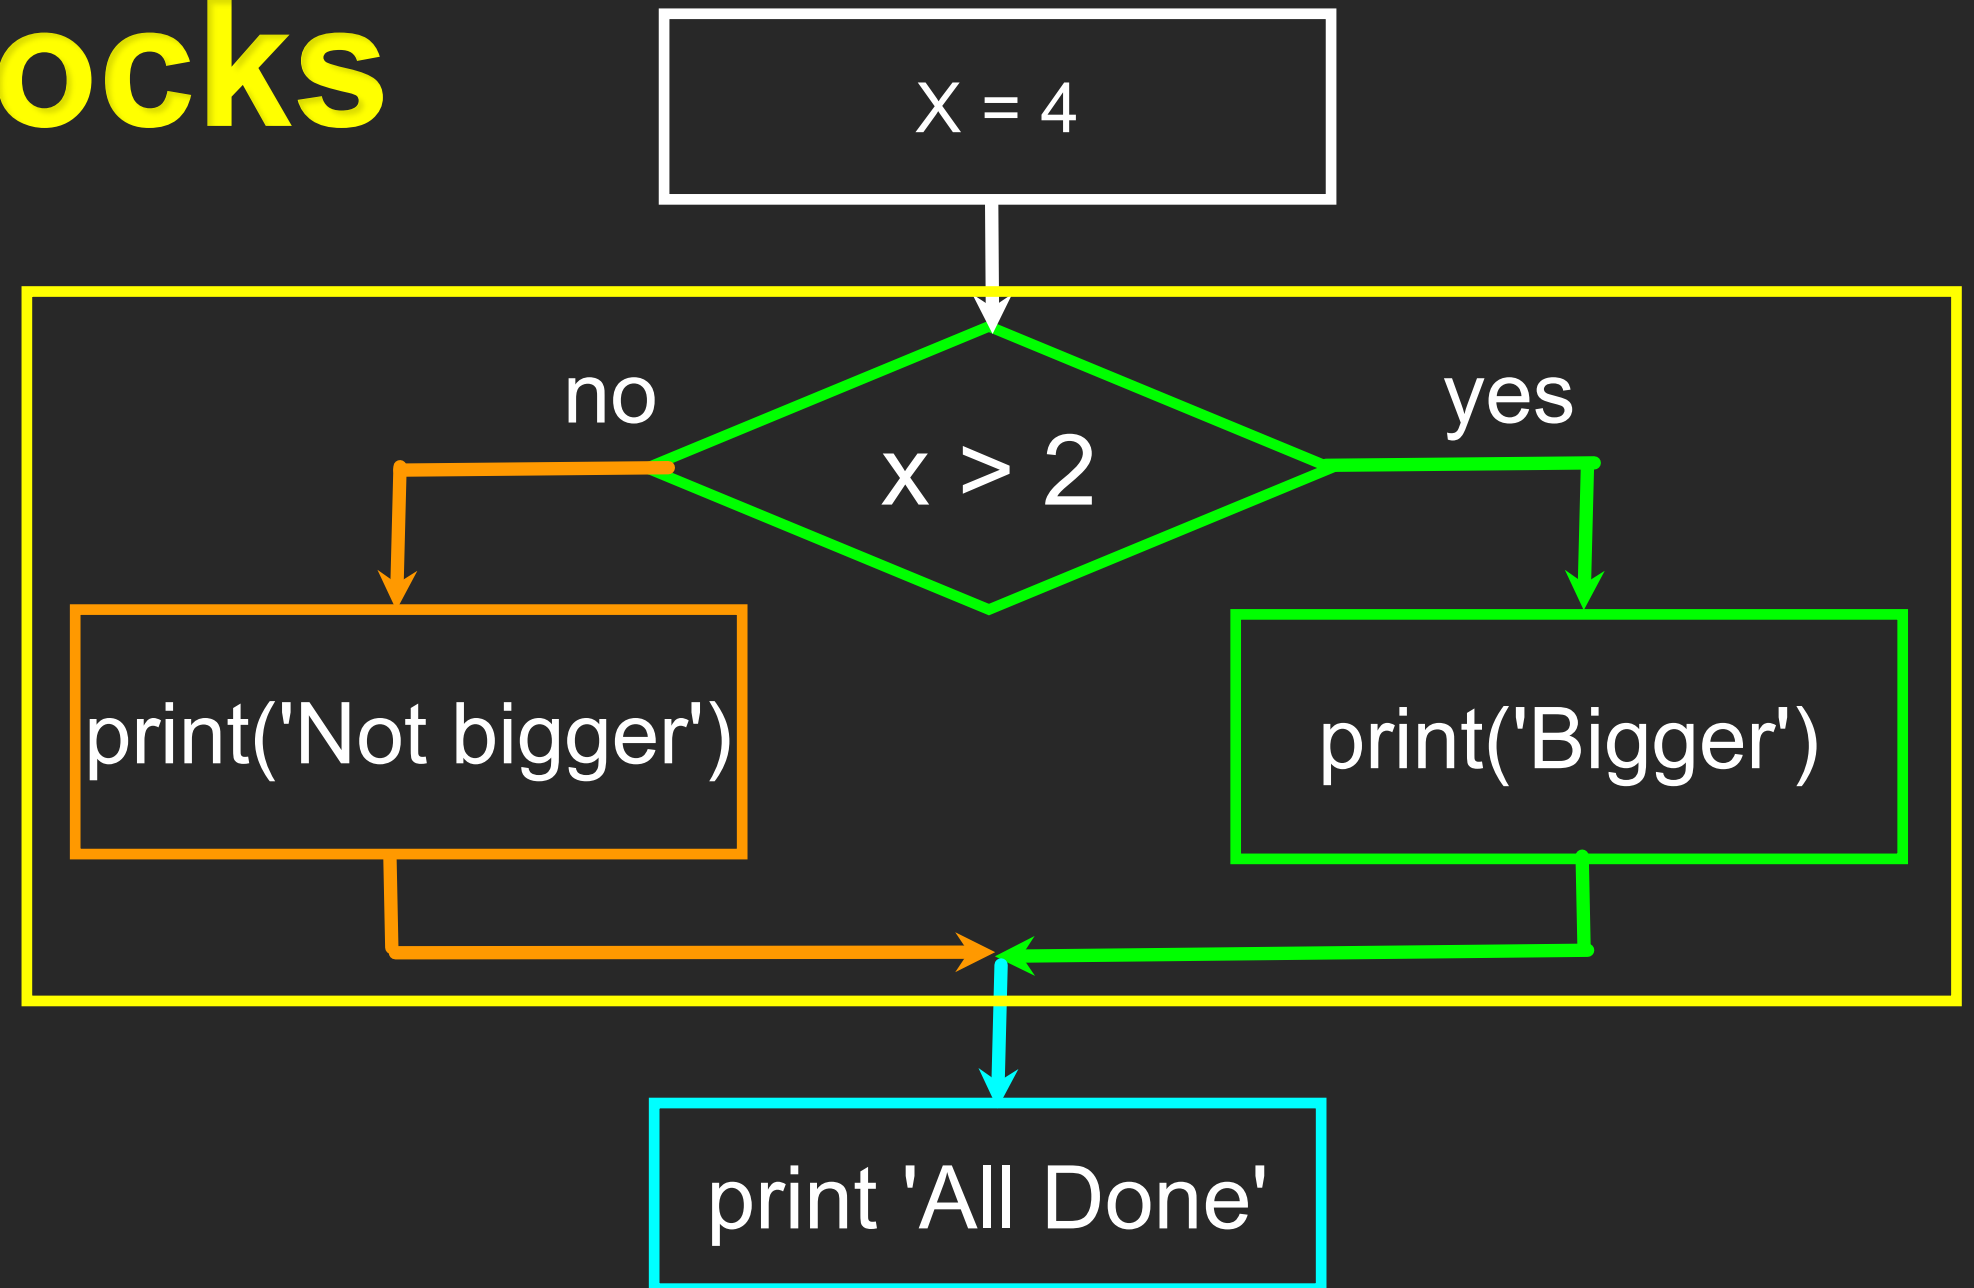 ocks
X = 4
no
yes
x > 2
print('Not bigger')
print('Bigger')
print 'All Done'